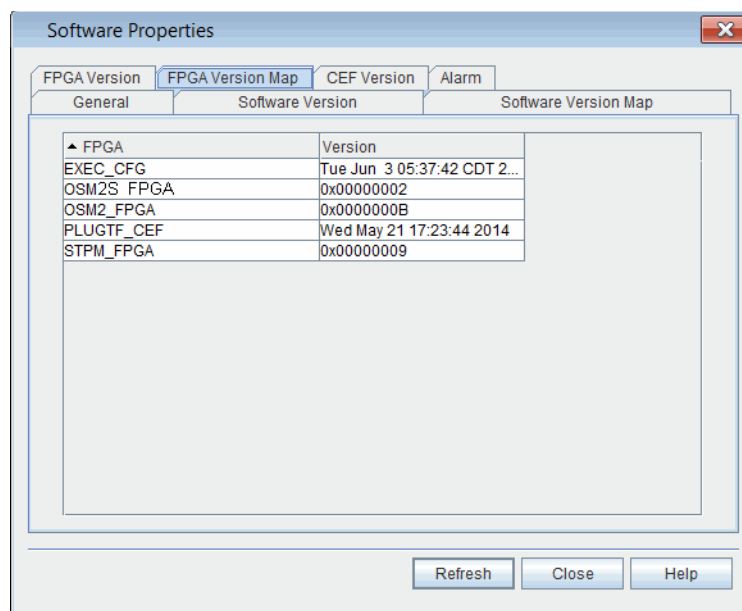 Software Properties
FPGA Version FPGA Version Map CEF Version Alarm
General Software Version Software Version Map
FPGA Version
EXEC_CFG Tue Jun 3 05:37:42 CDT 2...
OSM2S FPGA 0x00000002
OSM2_FPGA 0x0000000B
PLUGTF_CEF Wed May 21 17:23:44 2014
STPM_FPGA 0x00000009
Refresh Close Help